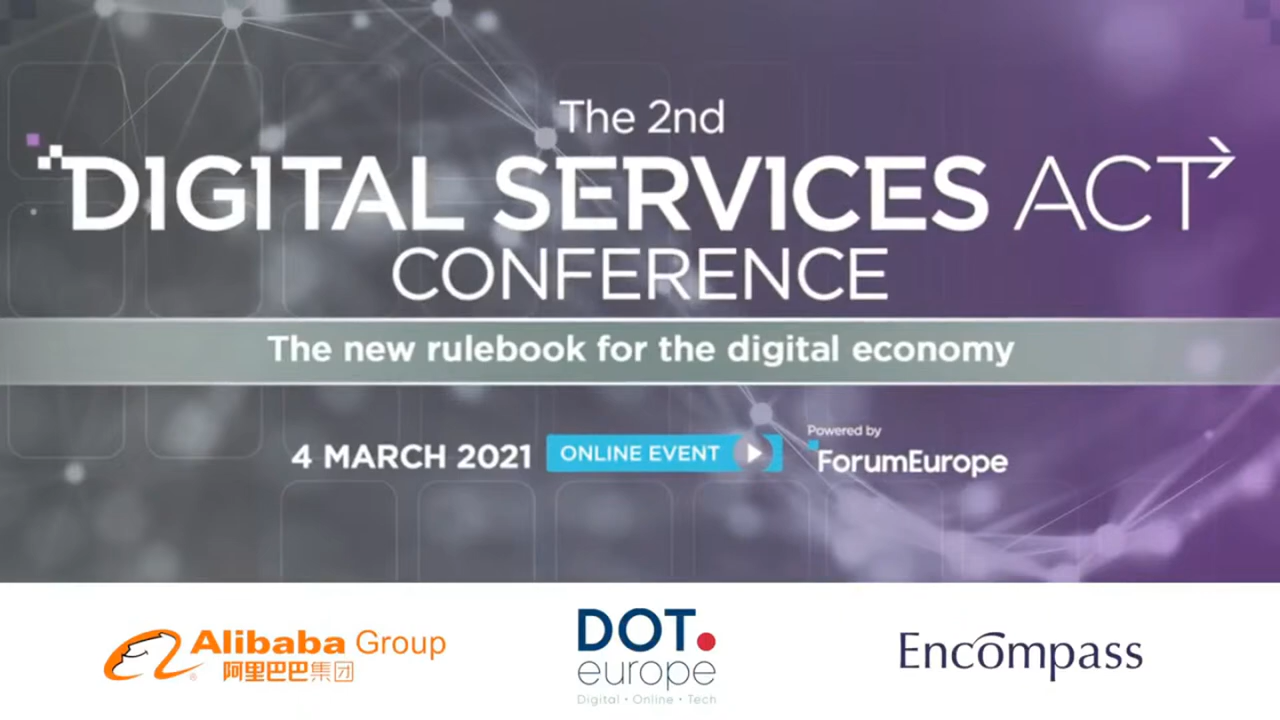 The 2nd
DIGITAL SERVICES ACT
CONFERENCE
The new rulebook for the digital economy
4 MARCH 2021
ONLINE EVENT
Powered by
ForumEurope
Alibaba Group
阿里巴巴集团
®
DOT.
europe
Digital • Online • Tech
Encompass